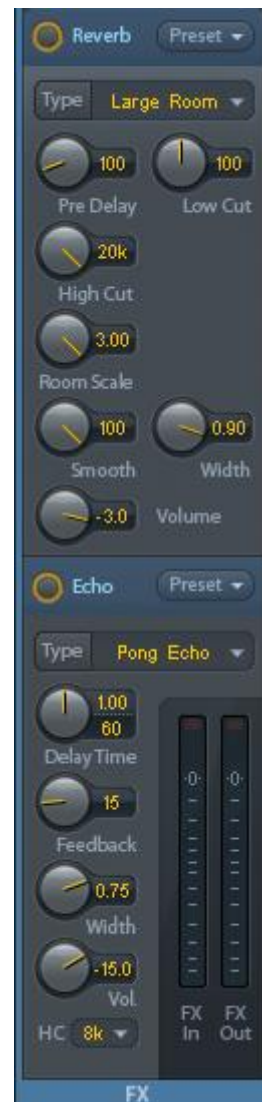 Reverb Preset
Type Large Room
100 100
Pre Delay Low Cut
20k
High Cut
3.00
Room Scale
100 0.90
Smooth Width
-3.0 Volume
Echo Preset
Type Pong Echo
1.00
60
Delay Time
-0- -0-
15
Feedback
0.75
Width
-15.0
Vol.
FX FX
HC 8k In Out
FX